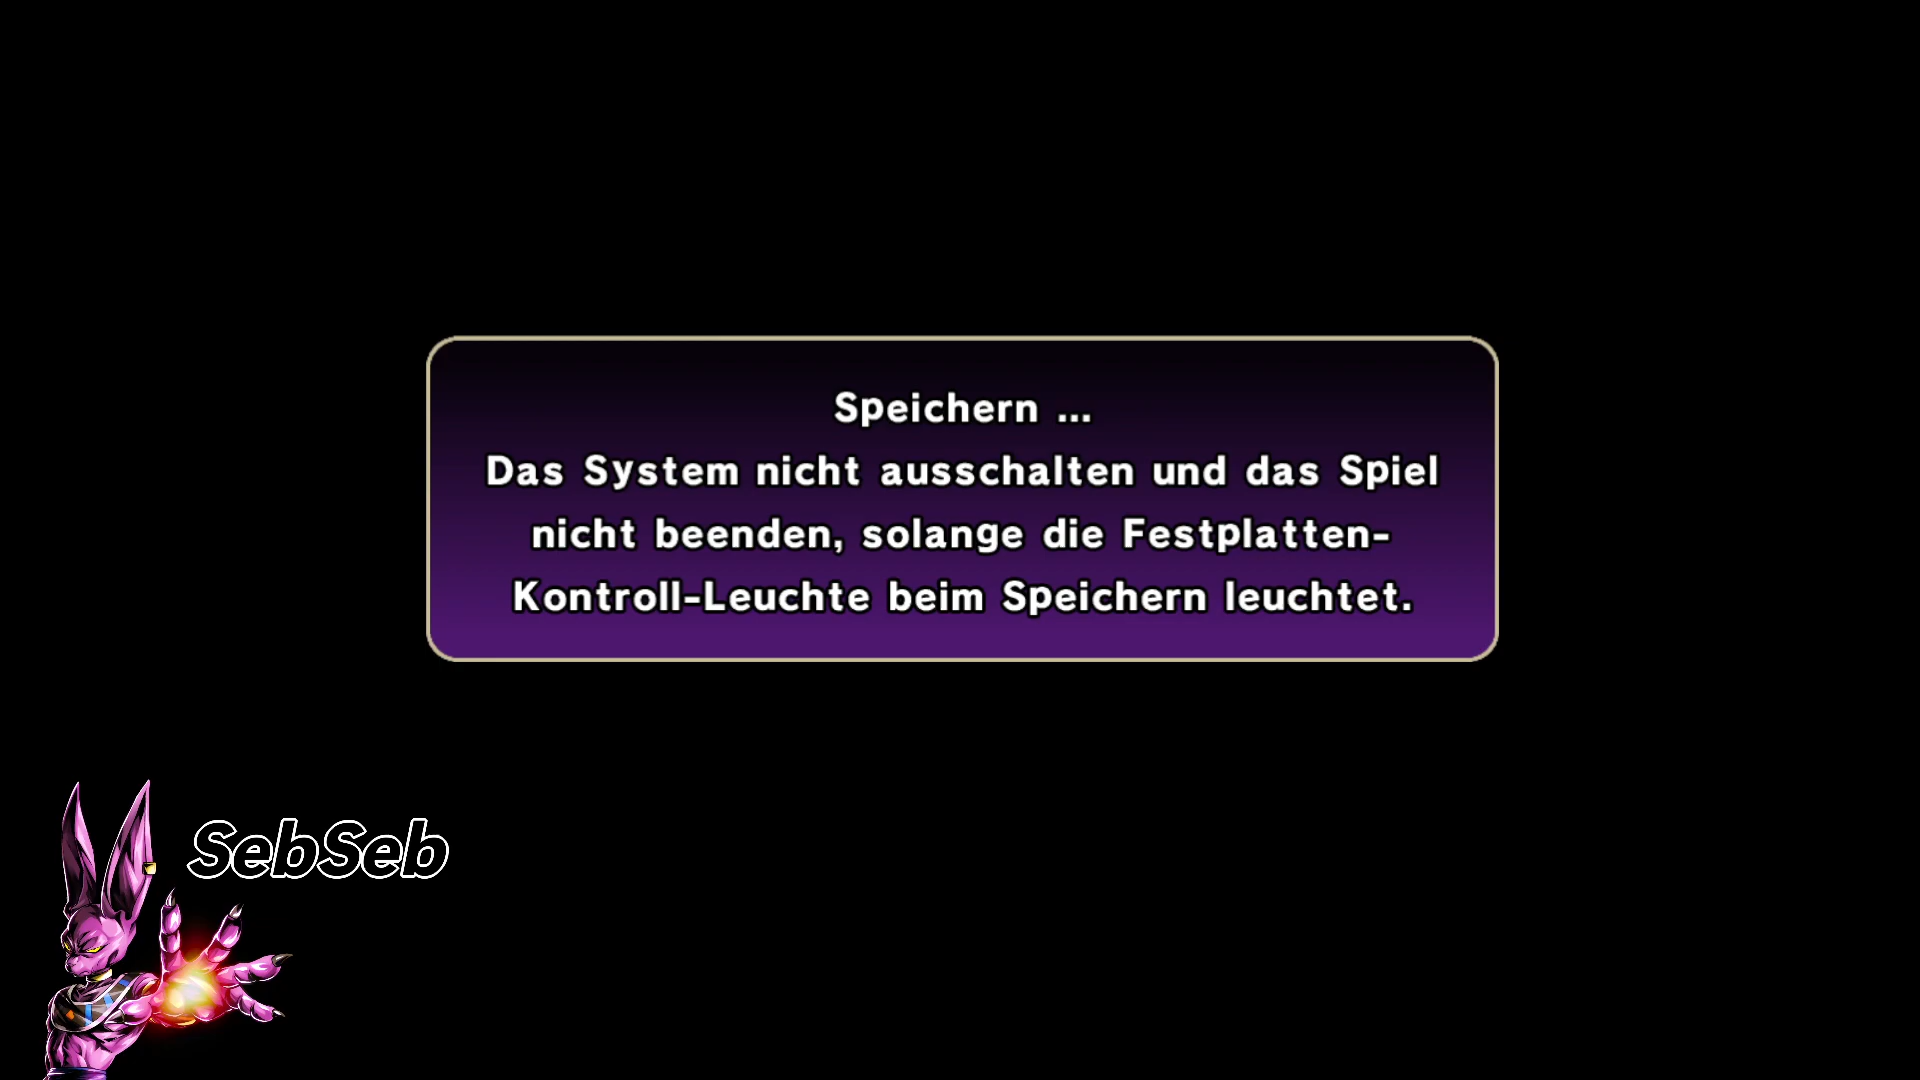 Speichern ...
Das System nicht ausschalten und das Spiel
nicht beenden, solange die Festplatten-
Kontroll-Leuchte beim Speichern leuchtet.
SebSeb